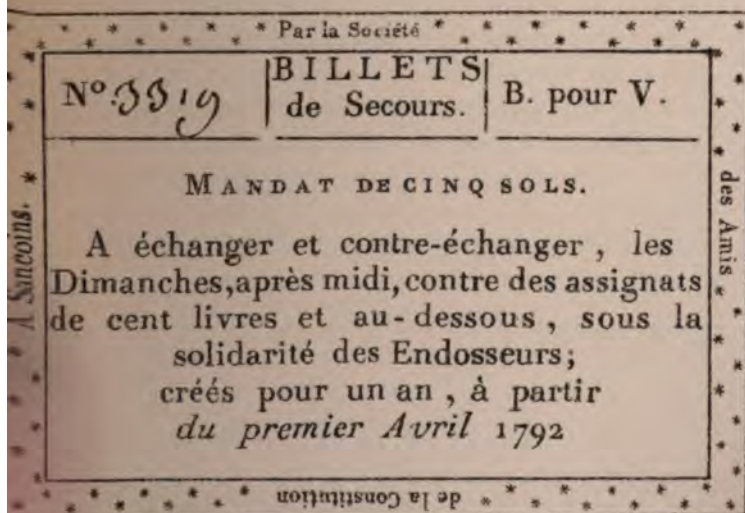 Par la Société
des Amis
de la Constitution
A Sancoins.
Nº. 3319
BILLETS
de Secours.
B. pour V.
MANDAT DE CINQ SOLS.
A échanger et contre-échanger , les
Dimanches,après midi,contre des assignats
de cent livres et au-dessous , sous la
solidarité des Endosseurs;
créés pour un an , à partir
du premier Avril 1792